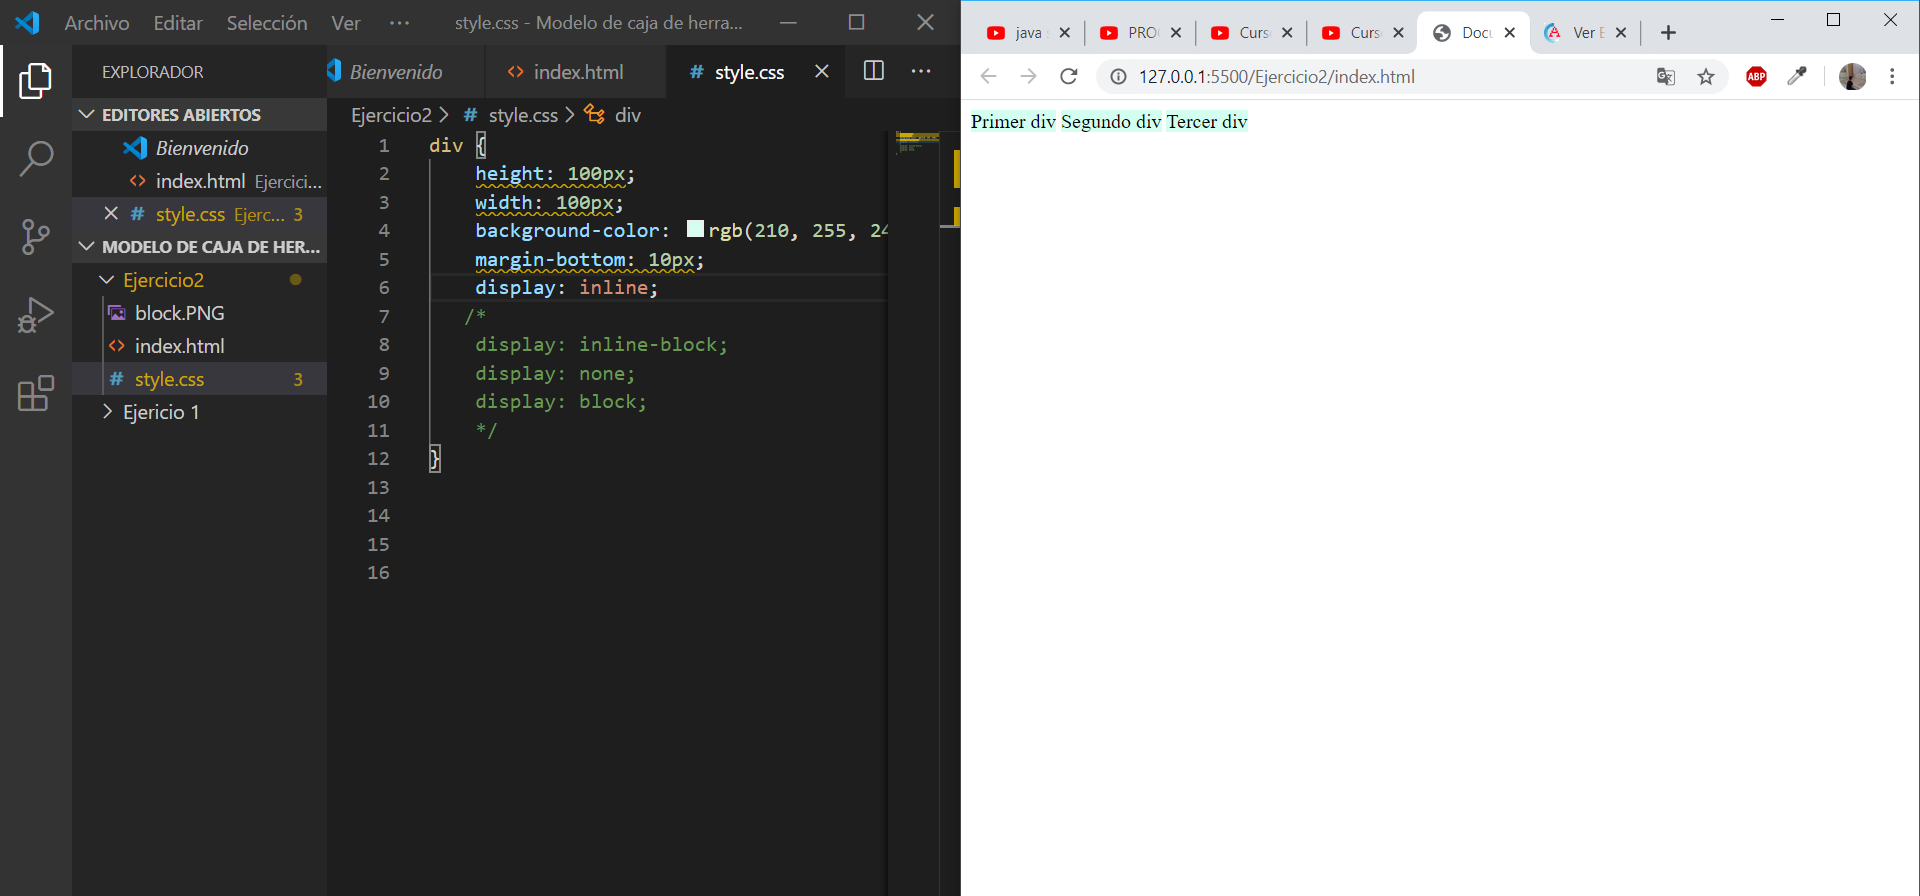 Archivo Editar Selección Ver ··· style.css - Modelo de caja de herra...
EXPLORADOR
EDITORES ABIERTOS
Bienvenido
index.html Ejercici...
style.css Ejerc... 3
MODELO DE CAJA DE HER...
Ejercicio2
block.PNG
index.html
style.css 3
Ejericio 1
Bienvenido index.html style.css
Ejercicio2 > # style.css > div
1 div {
2 height: 100px;
3 width: 100px;
4 background-color: rgb(210, 255, 24
5 margin-bottom: 10px;
6 display: inline;
7 /*
8 display: inline-block;
9 display: none;
10 display: block;
11 */
12 }
13
14
15
16
java PRO Curs Curs Docu Ver E
127.0.0.1:5500/Ejercicio2/index.html
ABP
Primer div Segundo div Tercer div